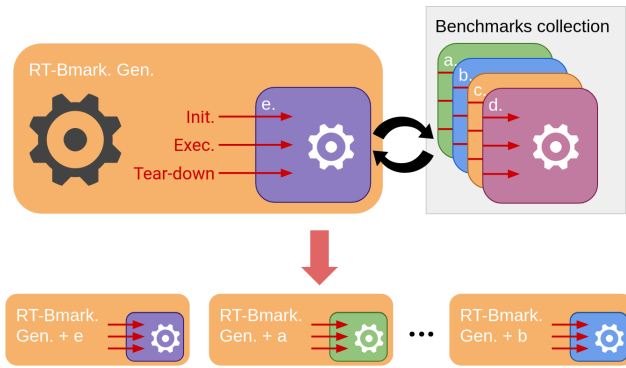 Benchmarks collection
RT-Bmark. Gen.
a.
b.
c.
d.
e.
Init.
Exec.
Tear-down
RT-Bmark.
Gen. + e
RT-Bmark.
Gen. + a
...
RT-Bmark.
Gen. + b